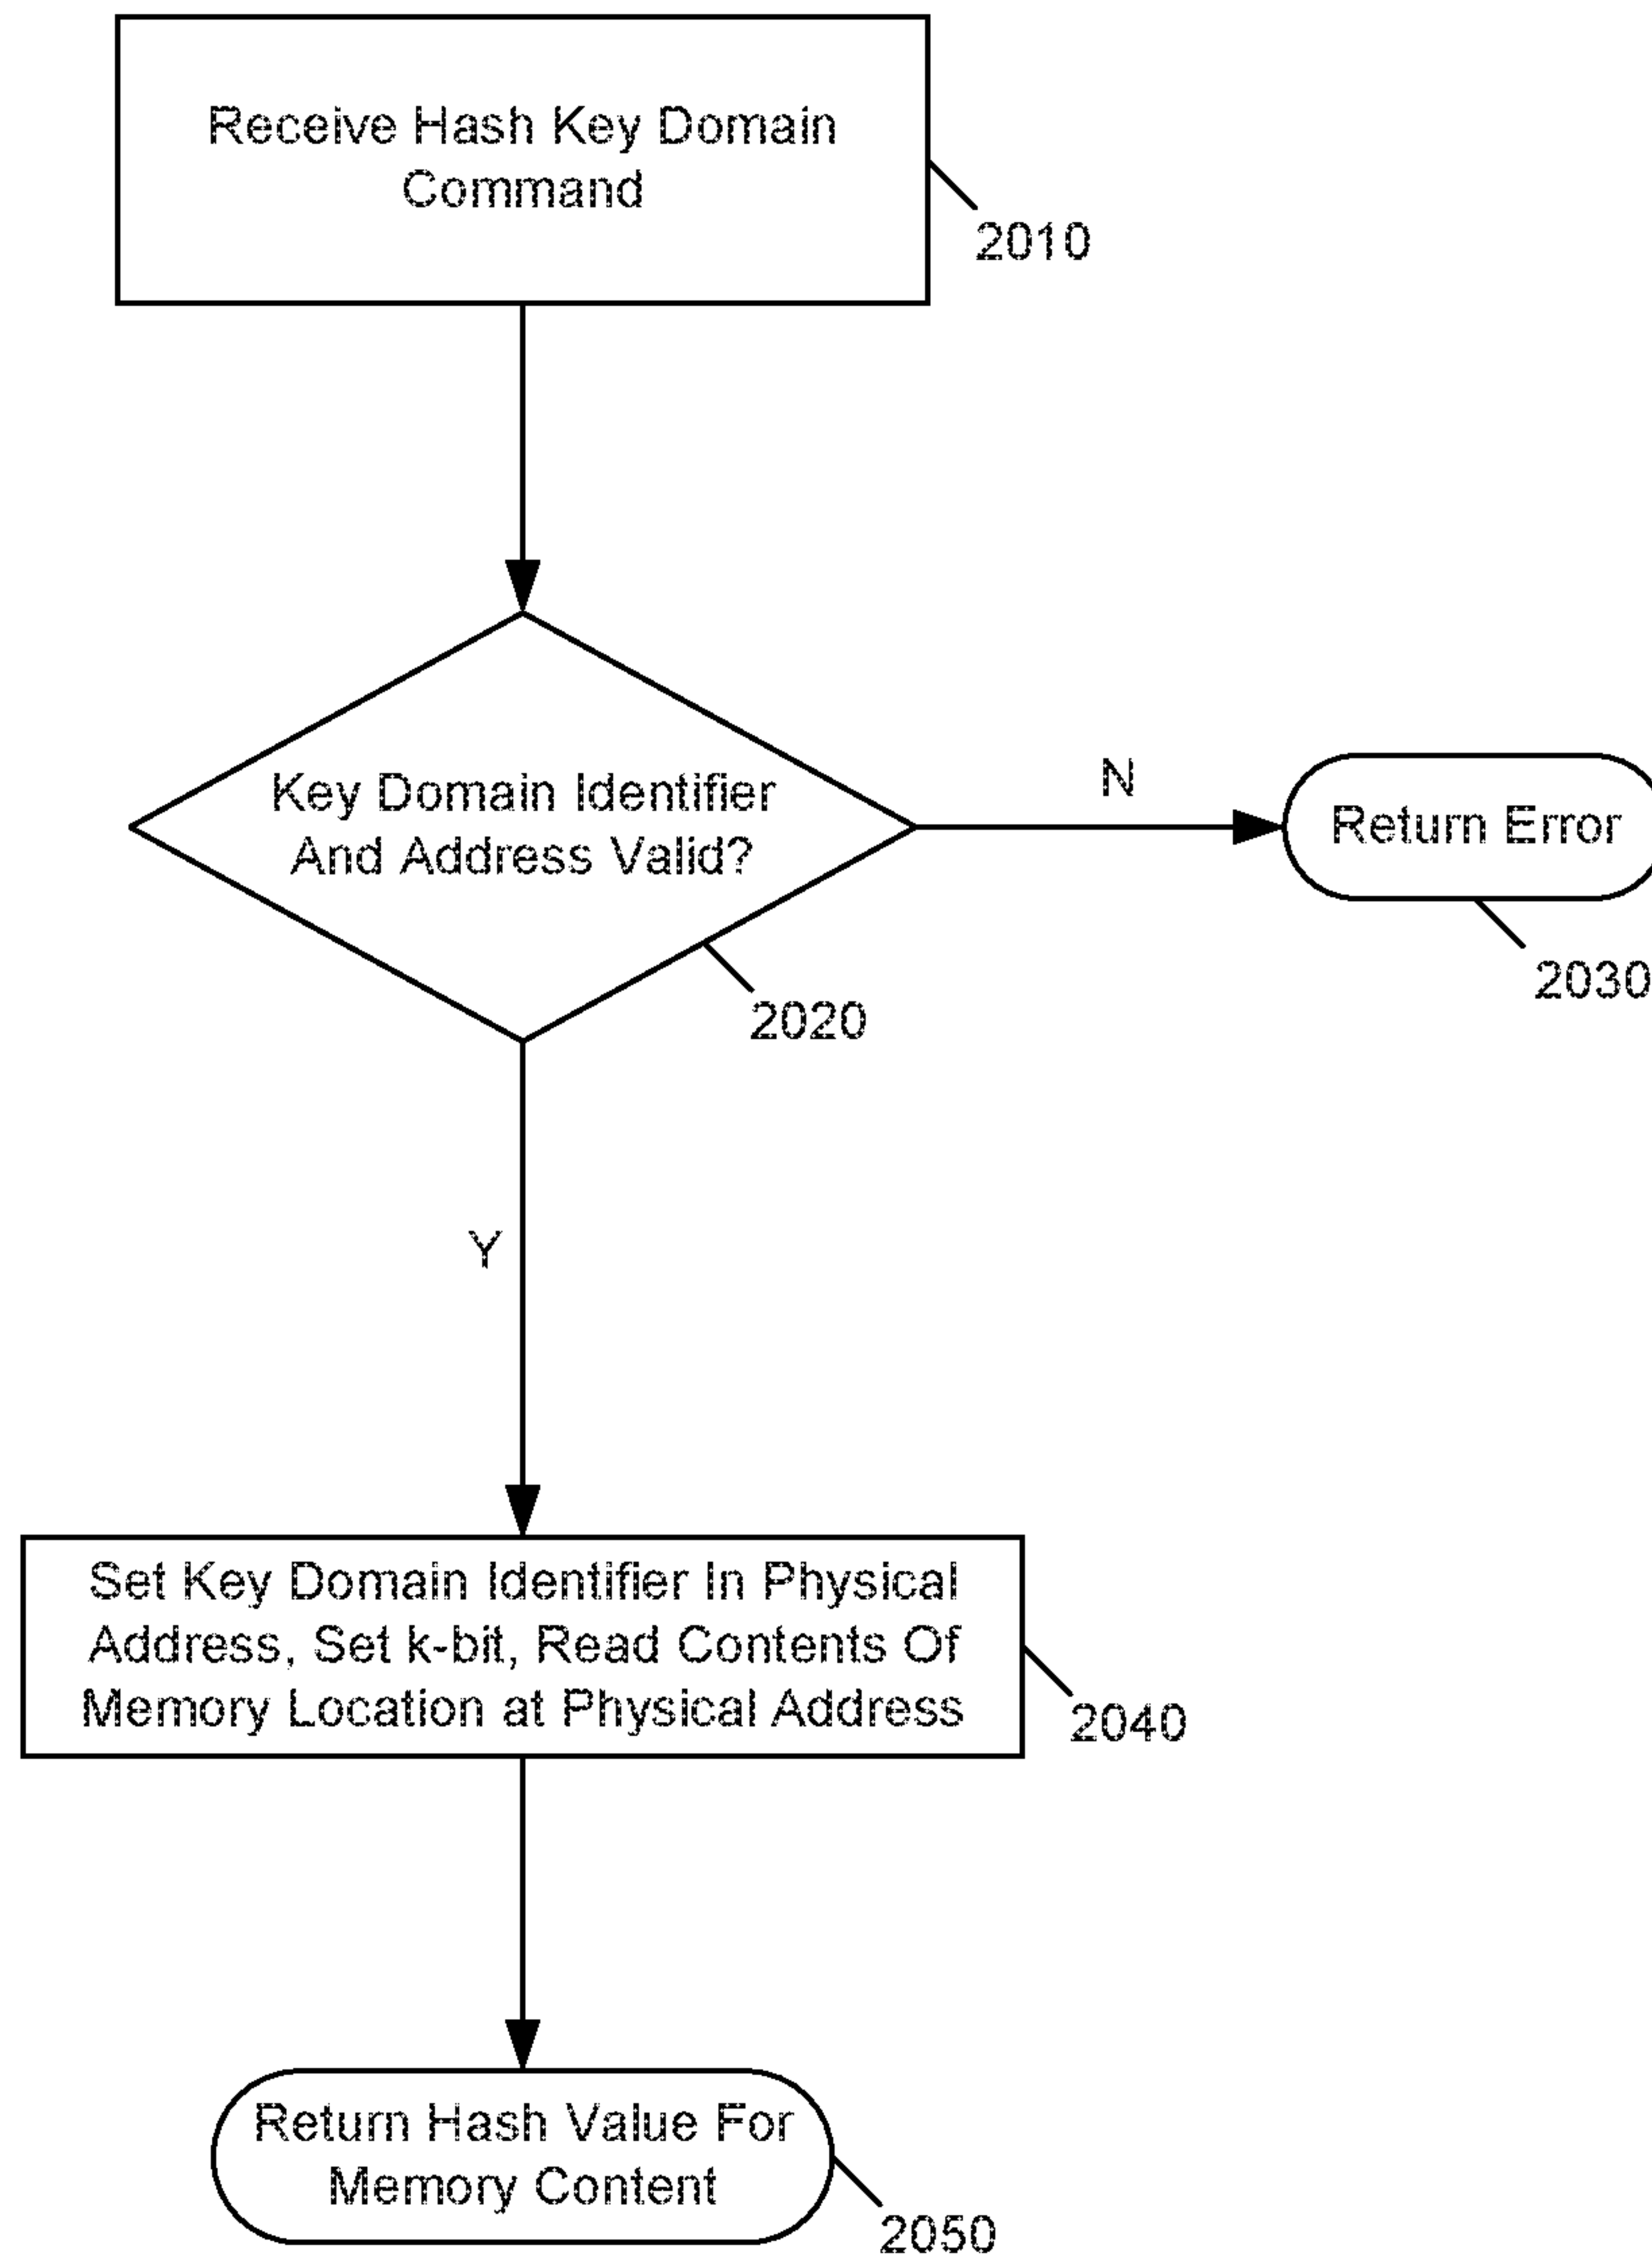 Receive Hash Key Domain
Command
2010
Key Domain Identifier
And Address Valid?
N
Return Error
2030
2020
Y
Set Key Domain Identifier In Physical
Address, Set k-bit, Read Contents Of
Memory Location at Physical Address
2040
Return Hash Value For
Memory Content
2050